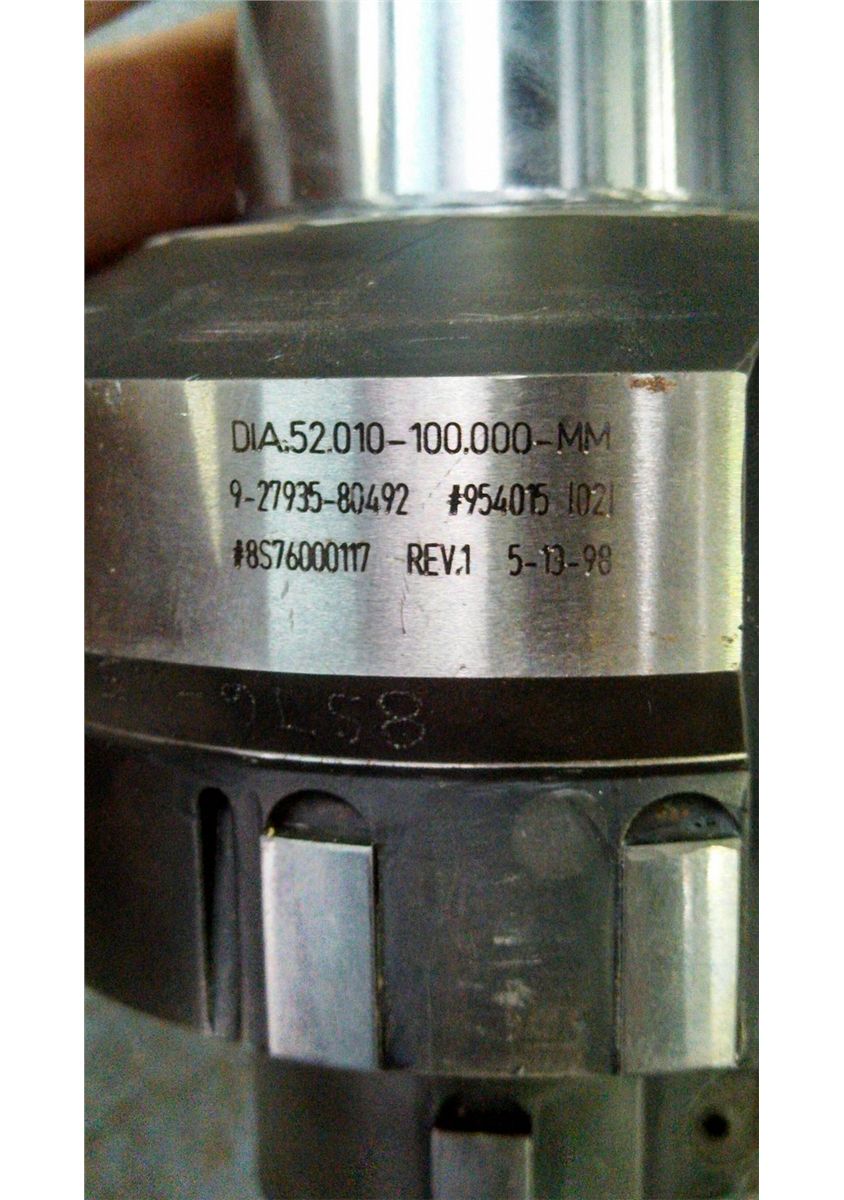 DIA.52.010-100.000-MM
9-27935-80492 #954015 1021
#8S76000117 REV.1 5-13-98